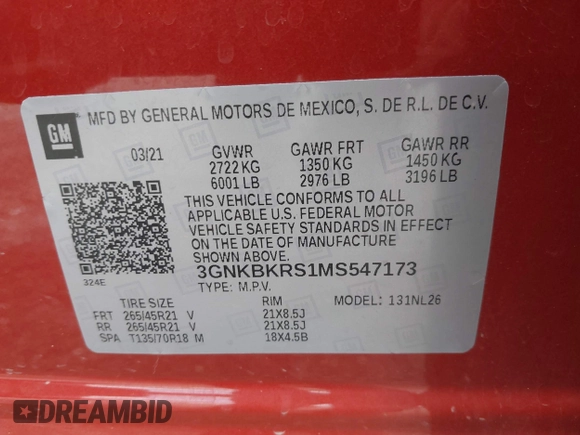 GM
MFD BY GENERAL MOTORS DE MEXICO, S. DE R.L. DE C.V.
03/21 GVWR GAWR FRT GAWR RR
2722 KG 1350 KG 1450 KG
6001 LB 2976 LB 3196 LB
THIS VEHICLE CONFORMS TO ALL
APPLICABLE U.S. FEDERAL MOTOR
VEHICLE SAFETY STANDARDS IN EFFECT
ON THE DATE OF MANUFACTURE
SHOWN ABOVE.
324E
3GNKBKRS1MS547173
TYPE: M.P.V.
TIRE SIZE RIM MODEL: 131NL26
FRT 265/45R21 V 21X8.5J
RR 265/45R21 V 21X8.5J
SPA T135/70R18 M 18X4.5B
DREAMBID